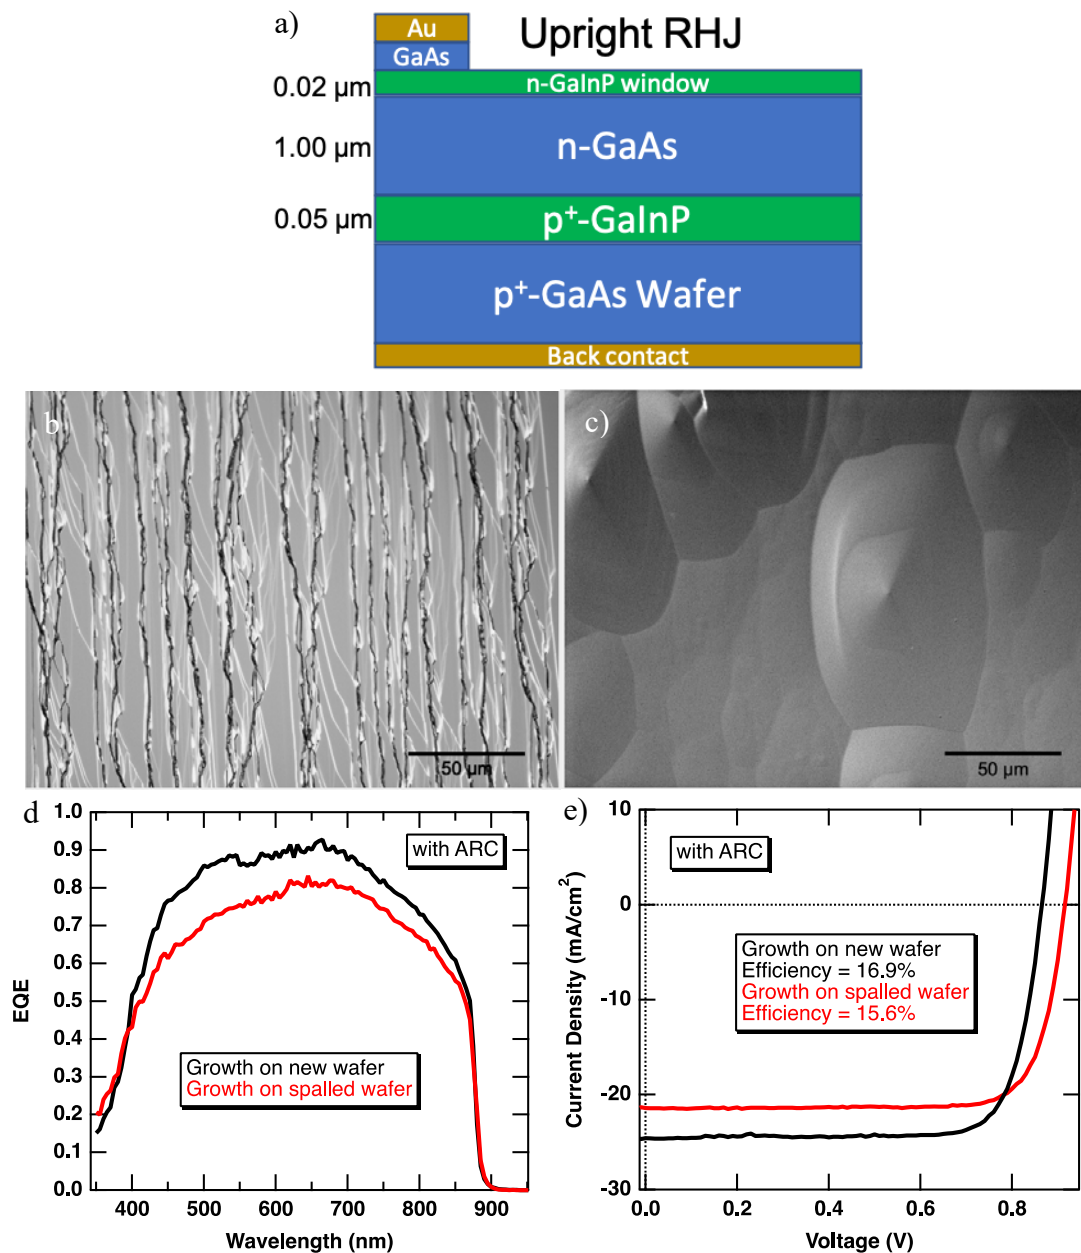 a)
Au
Upright RHJ
GaAs
0.02 µm
n-GaInP window
1.00 µm
n-GaAs
0.05 µm
p⁺-GaInP
p⁺-GaAs Wafer
Back contact
b
50 µm
c)
50 µm
d
1.0
0.9
0.8
0.7
0.6
0.5
0.4
0.3
0.2
0.1
0.0
EQE
with ARC
Growth on new wafer
Growth on spalled wafer
400
500
600
700
800
900
Wavelength (nm)
e)
10
0
-10
-20
-30
Current Density (mA/cm²)
with ARC
Growth on new wafer
Efficiency = 16.9%
Growth on spalled wafer
Efficiency = 15.6%
0.0
0.2
0.4
0.6
0.8
Voltage (V)